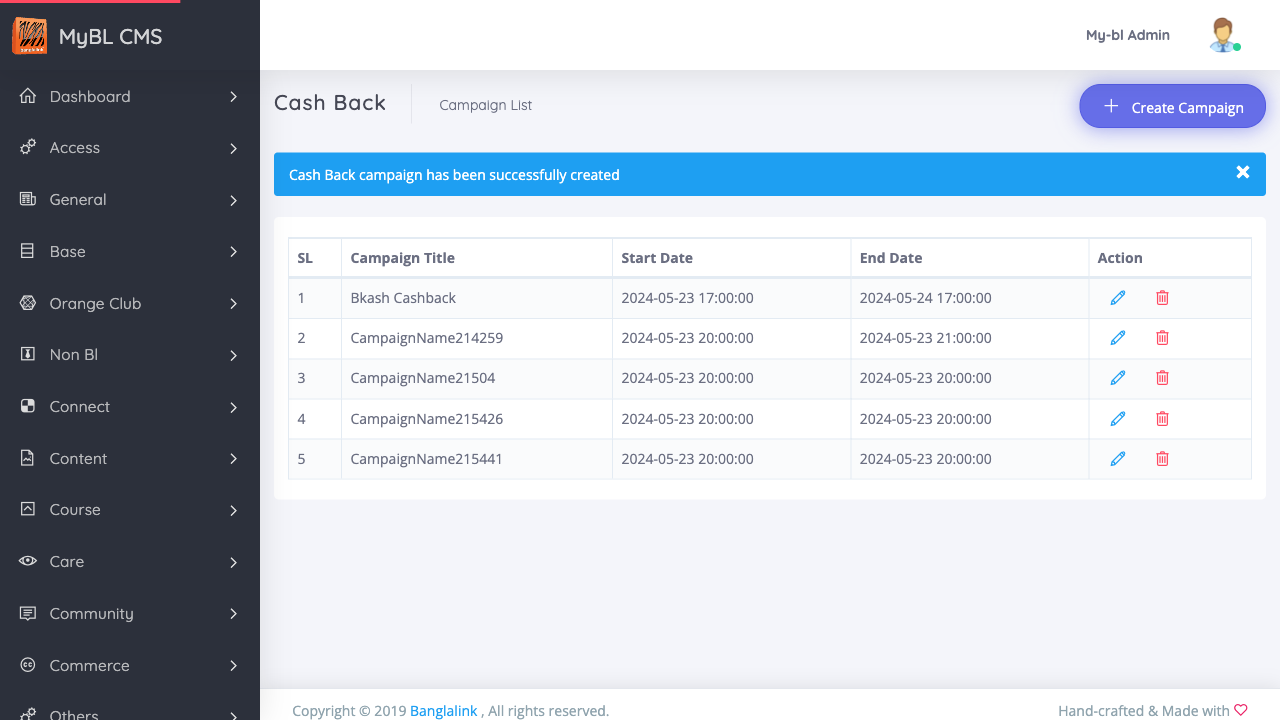 MyBL CMS
My-bl Admin
Dashboard
Access
General
Base
Orange Club
Non Bl
Connect
Content
Course
Care
Community
Commerce
Others
Cash Back
Campaign List
Create Campaign
Cash Back campaign has been successfully created
SL Campaign Title Start Date End Date Action
1 Bkash Cashback 2024-05-23 17:00:00 2024-05-24 17:00:00
2 CampaignName214259 2024-05-23 20:00:00 2024-05-23 21:00:00
3 CampaignName21504 2024-05-23 20:00:00 2024-05-23 20:00:00
4 CampaignName215426 2024-05-23 20:00:00 2024-05-23 20:00:00
5 CampaignName215441 2024-05-23 20:00:00 2024-05-23 20:00:00
Copyright © 2019 Banglalink , All rights reserved.
Hand-crafted & Made with